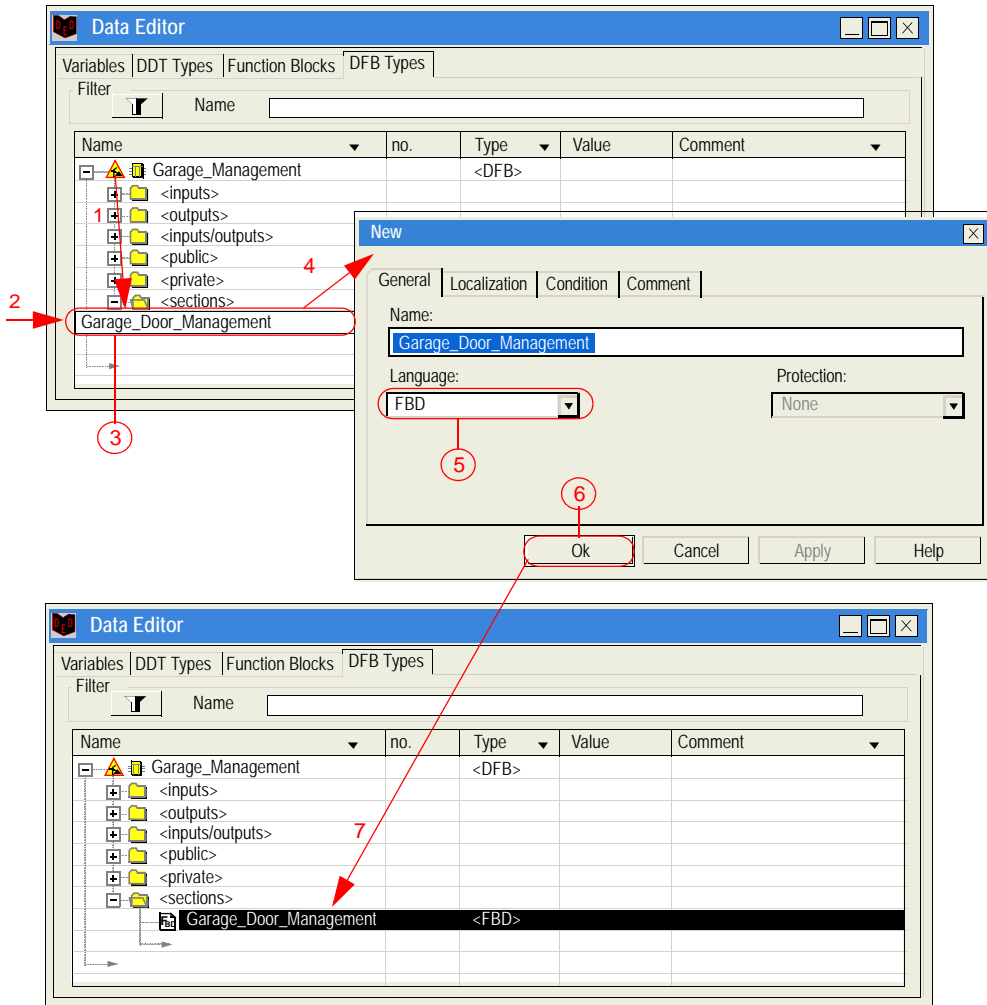 Data Editor
Variables DDT Types Function Blocks DFB Types
Filter
Name
Name no. Type Value Comment
Garage_Management <DFB>
<inputs>
1 <outputs>
<inputs/outputs>
<public>
<private>
<sections>
2
Garage_Door_Management
3
4
New
General Localization Condition Comment
Name:
Garage_Door_Management
Language: Protection:
FBD None
5
6
Ok Cancel Apply Help
Data Editor
Variables DDT Types Function Blocks DFB Types
Filter
Name
Name no. Type Value Comment
Garage_Management <DFB>
<inputs>
<outputs>
<inputs/outputs>
7
<public>
<private>
<sections>
FBD Garage_Door_Management <FBD>